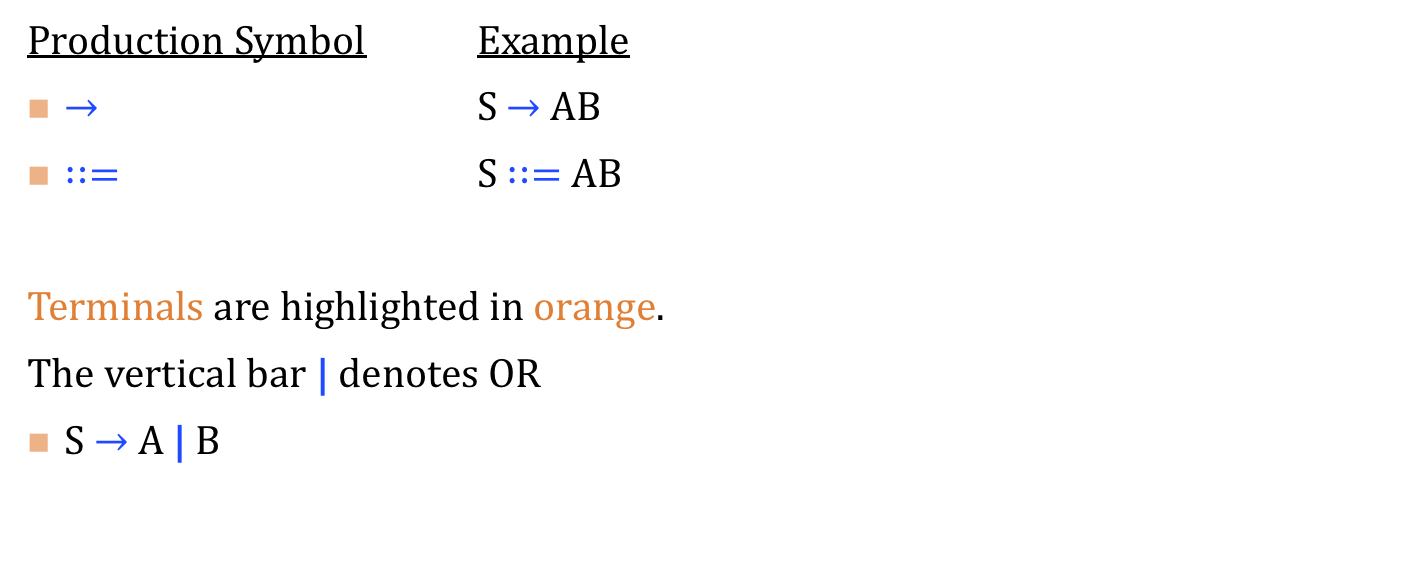 Production Symbol Example
■ → S → AB
■ ::= S ::= AB
Terminals are highlighted in orange.
The vertical bar | denotes OR
■ S → A | B